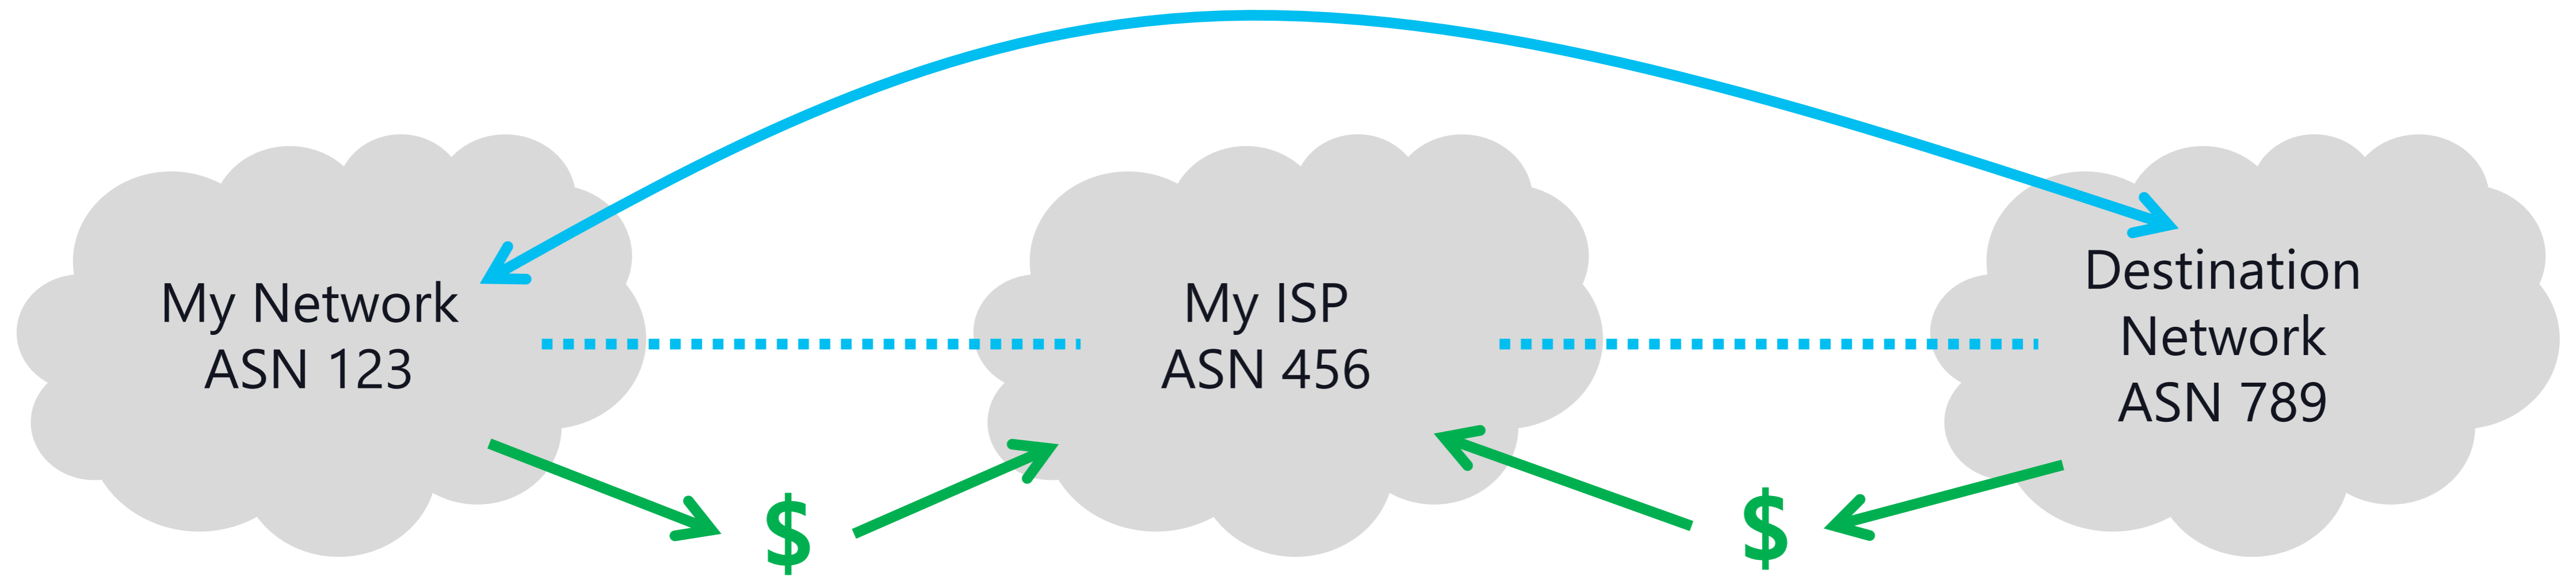 My Network
ASN 123
My ISP
ASN 456
Destination
Network
ASN 789
$
$